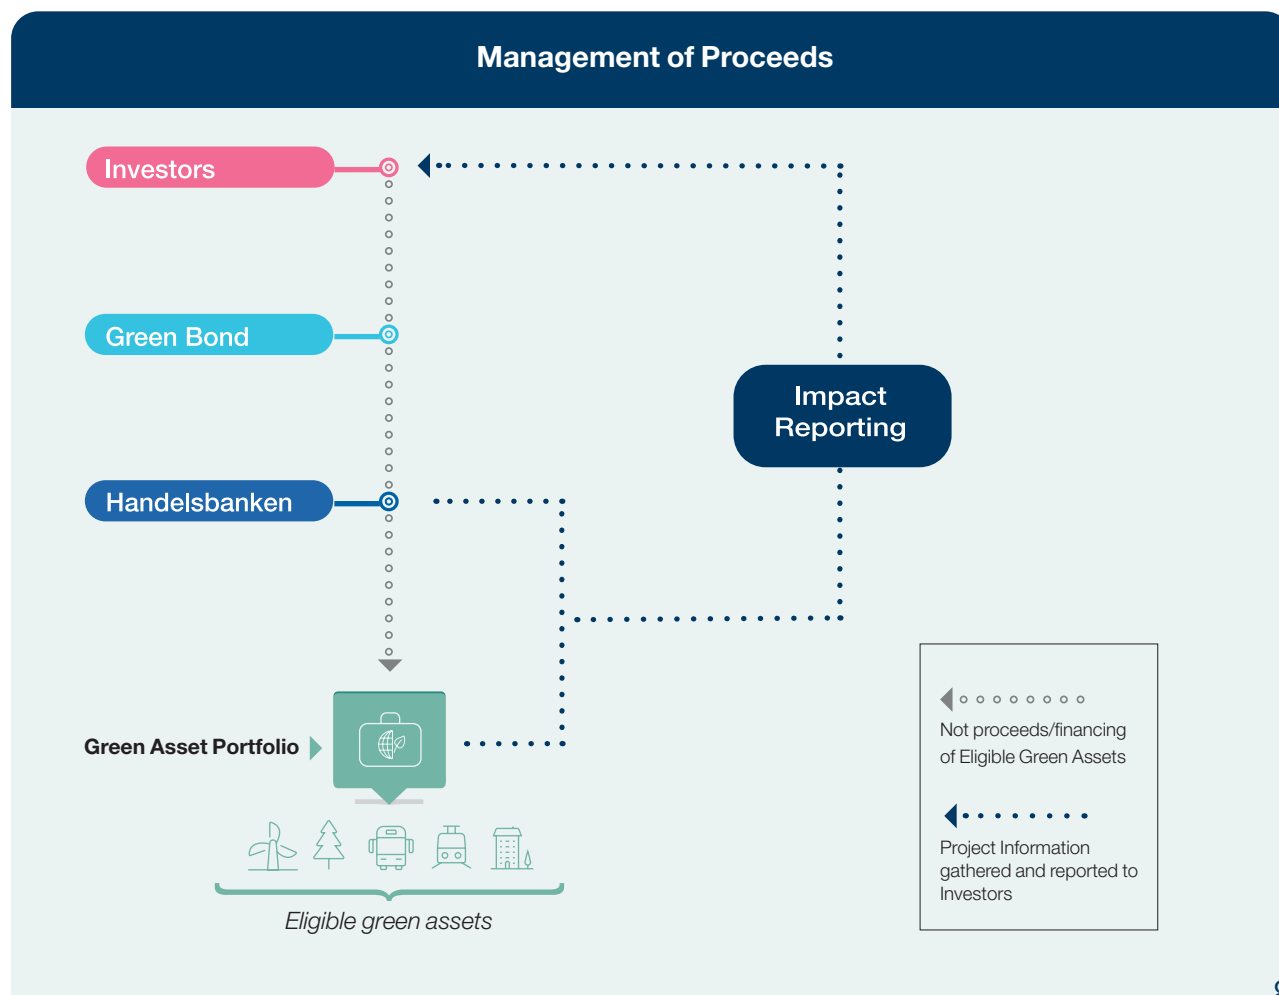 Management of Proceeds
Investors
Green Bond
Impact
Reporting
Handelsbanken
Green Asset Portfolio
Eligible green assets
Not proceeds/financing
of Eligible Green Assets
Project Information
gathered and reported to
Investors